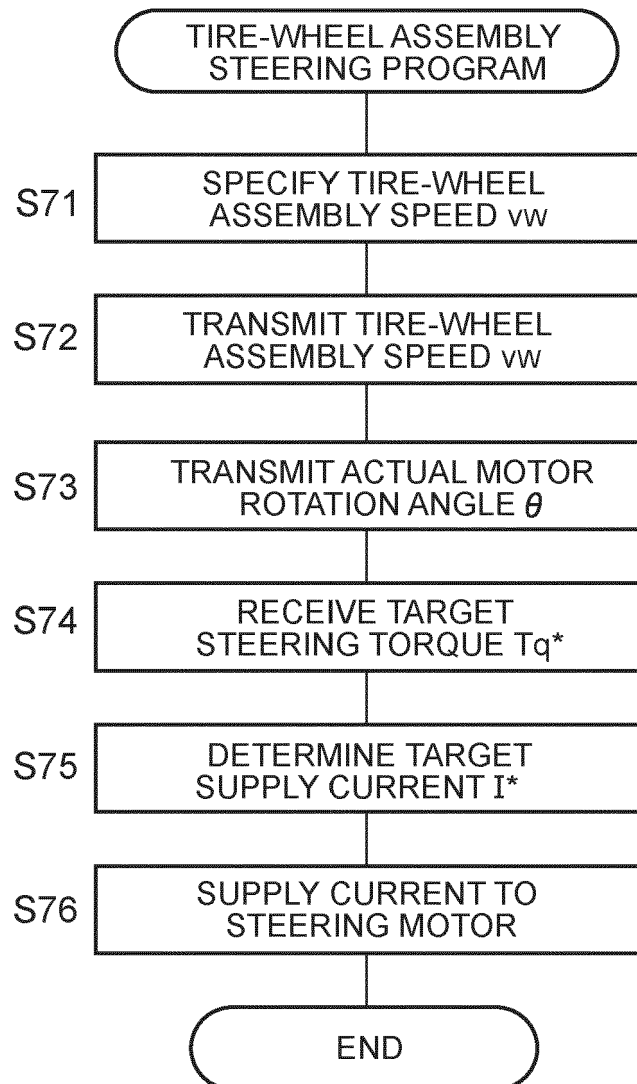 TIRE-WHEEL ASSEMBLY
STEERING PROGRAM
S71
SPECIFY TIRE-WHEEL
ASSEMBLY SPEED vw
S72
TRANSMIT TIRE-WHEEL
ASSEMBLY SPEED vw
S73
TRANSMIT ACTUAL MOTOR
ROTATION ANGLE θ
S74
RECEIVE TARGET
STEERING TORQUE Tq*
S75
DETERMINE TARGET
SUPPLY CURRENT I*
S76
SUPPLY CURRENT TO
STEERING MOTOR
END